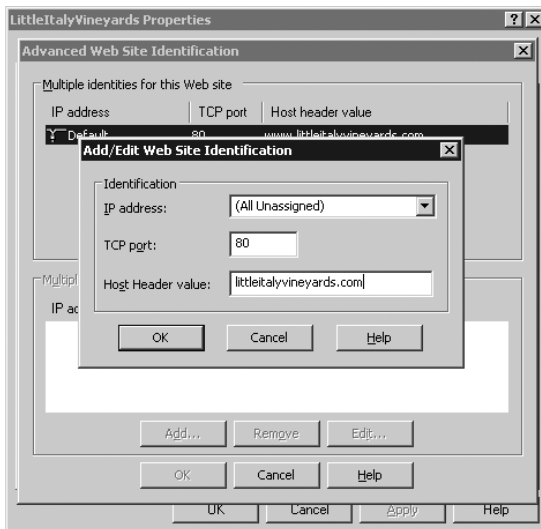 LittleItalyVineyards Properties
Advanced Web Site Identification
Multiple identities for this Web site
IP address TCP port Host header value
Default 80 www.littleitalyvineyards.com
Add/Edit Web Site Identification
Identification
IP address: (All Unassigned)
TCP port: 80
Host Header value: littleitalyvineyards.com
OK Cancel Help
Multipl
IP ad
Add... Remove Edit...
OK Cancel Help
OK Cancel Apply Help